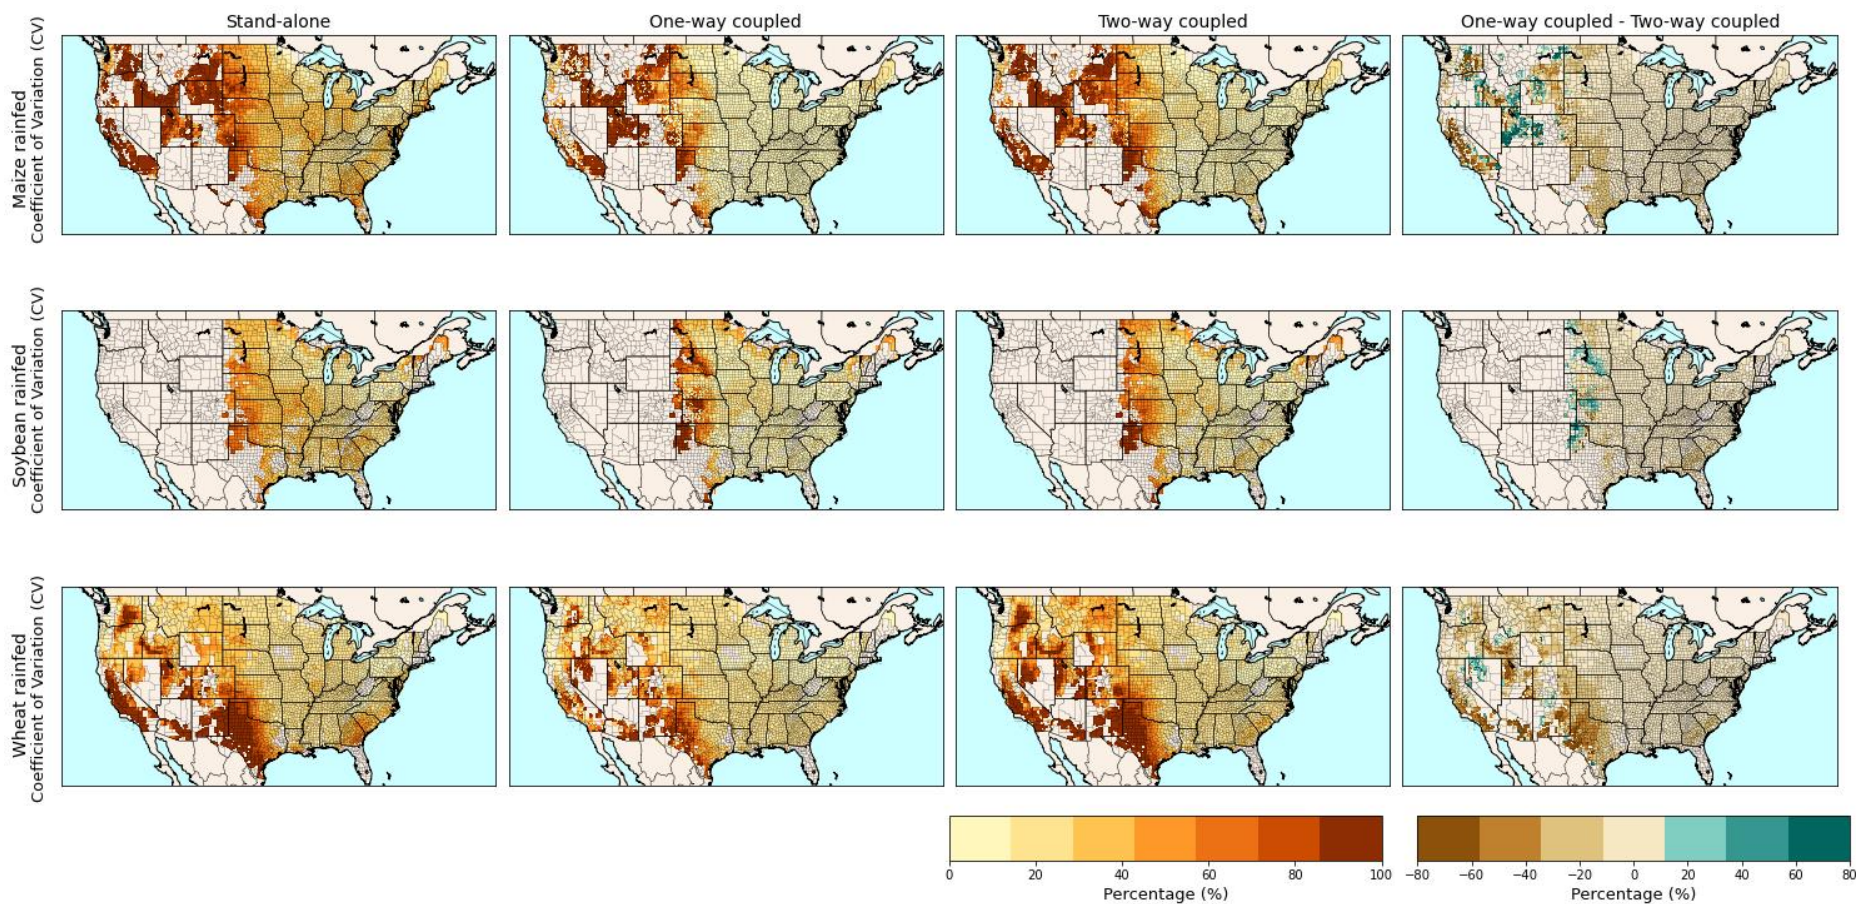 Stand-alone
One-way coupled
Two-way coupled
One-way coupled - Two-way coupled
Maize rainfed
Coefficient of Variation (CV)
Soybean rainfed
Coefficient of Variation (CV)
Wheat rainfed
Coefficient of Variation (CV)
0 20 40 60 80 100
Percentage (%)
−80 −60 −40 −20 0 20 40 60 80
Percentage (%)